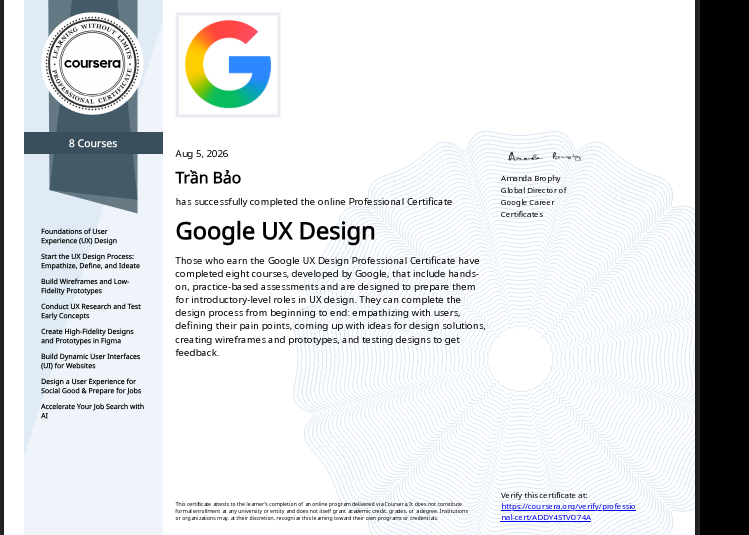 LEARNING WITHOUT LIMITS
coursera
PROFESSIONAL CERTIFICATE
8 Courses
Foundations of User
Experience (UX) Design
Start the UX Design Process:
Empathize, Define, and Ideate
Build Wireframes and Low-
Fidelity Prototypes
Conduct UX Research and Test
Early Concepts
Create High-Fidelity Designs
and Prototypes in Figma
Build Dynamic User Interfaces
(UI) for Websites
Design a User Experience for
Social Good & Prepare for Jobs
Accelerate Your Job Search with
AI
Aug 5, 2026
Trần Bảo
has successfully completed the online Professional Certificate
Google UX Design
Those who earn the Google UX Design Professional Certificate have
completed eight courses, developed by Google, that include hands-
on, practice-based assessments and are designed to prepare them
for introductory-level roles in UX design. They can complete the
design process from beginning to end: empathizing with users,
defining their pain points, coming up with ideas for design solutions,
creating wireframes and prototypes, and testing designs to get
feedback.
Amanda Brophy
Amanda Brophy
Global Director of
Google Career
Certificates
This certificate attests to the learner's completion of an online program delivered via Coursera. It does not constitute
formal enrollment at any university or entity and does not itself grant academic credit, grades, or a degree. Institutions
or organizations may, at their discretion, recognize this learning toward their own programs or credentials.
Verify this certificate at:
https://coursera.org/verify/professio
nal-cert/ADDY4STVO74A